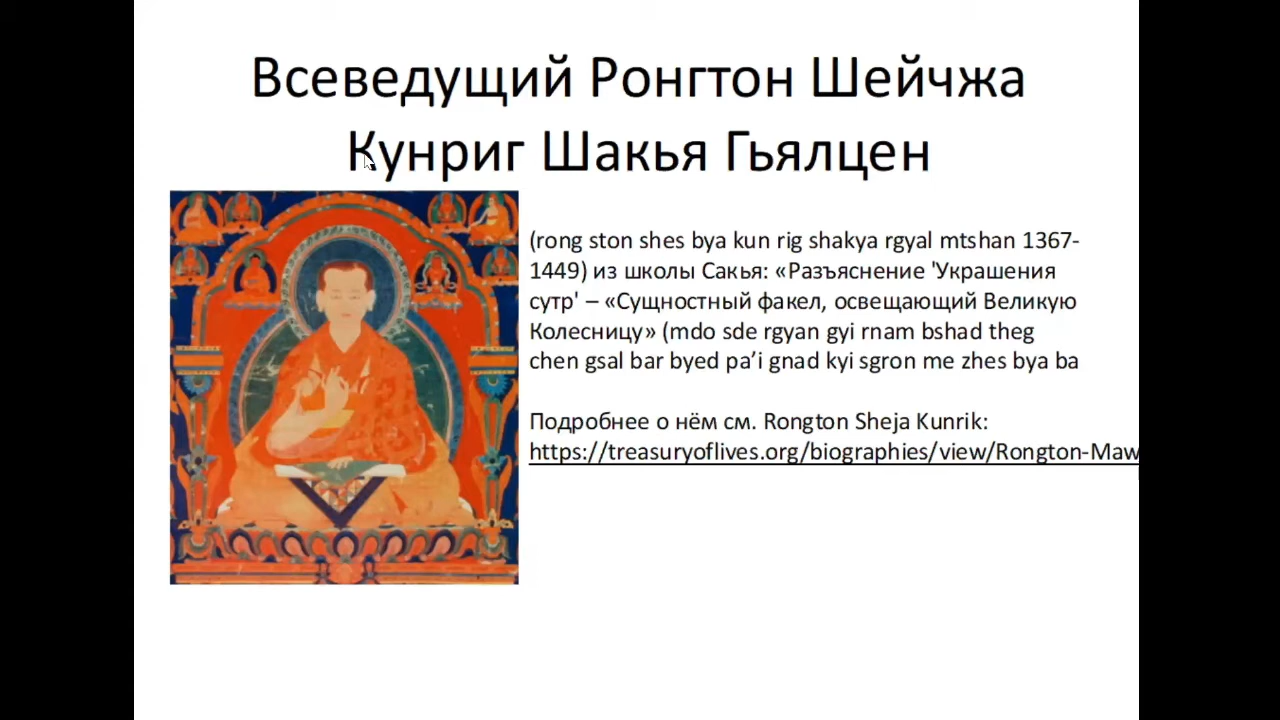 Всеведущий Ронгтон Шейчжа
Кунриг Шакья Гьялцен
(rong ston shes bya kun rig shakya rgyal mtshan 1367-
1449) из школы Сакья: «Разъяснение 'Украшения
сутр' – «Сущностный факел, освещающий Великую
Колесницу» (mdo sde rgyan gyi rnam bshad theg
chen gsal bar byed pa’i gnad kyi sgron me zhes bya ba
Подробнее о нём см. Rongton Sheja Kunrik:
https://treasuryoflives.org/biographies/view/Rongton-Maw